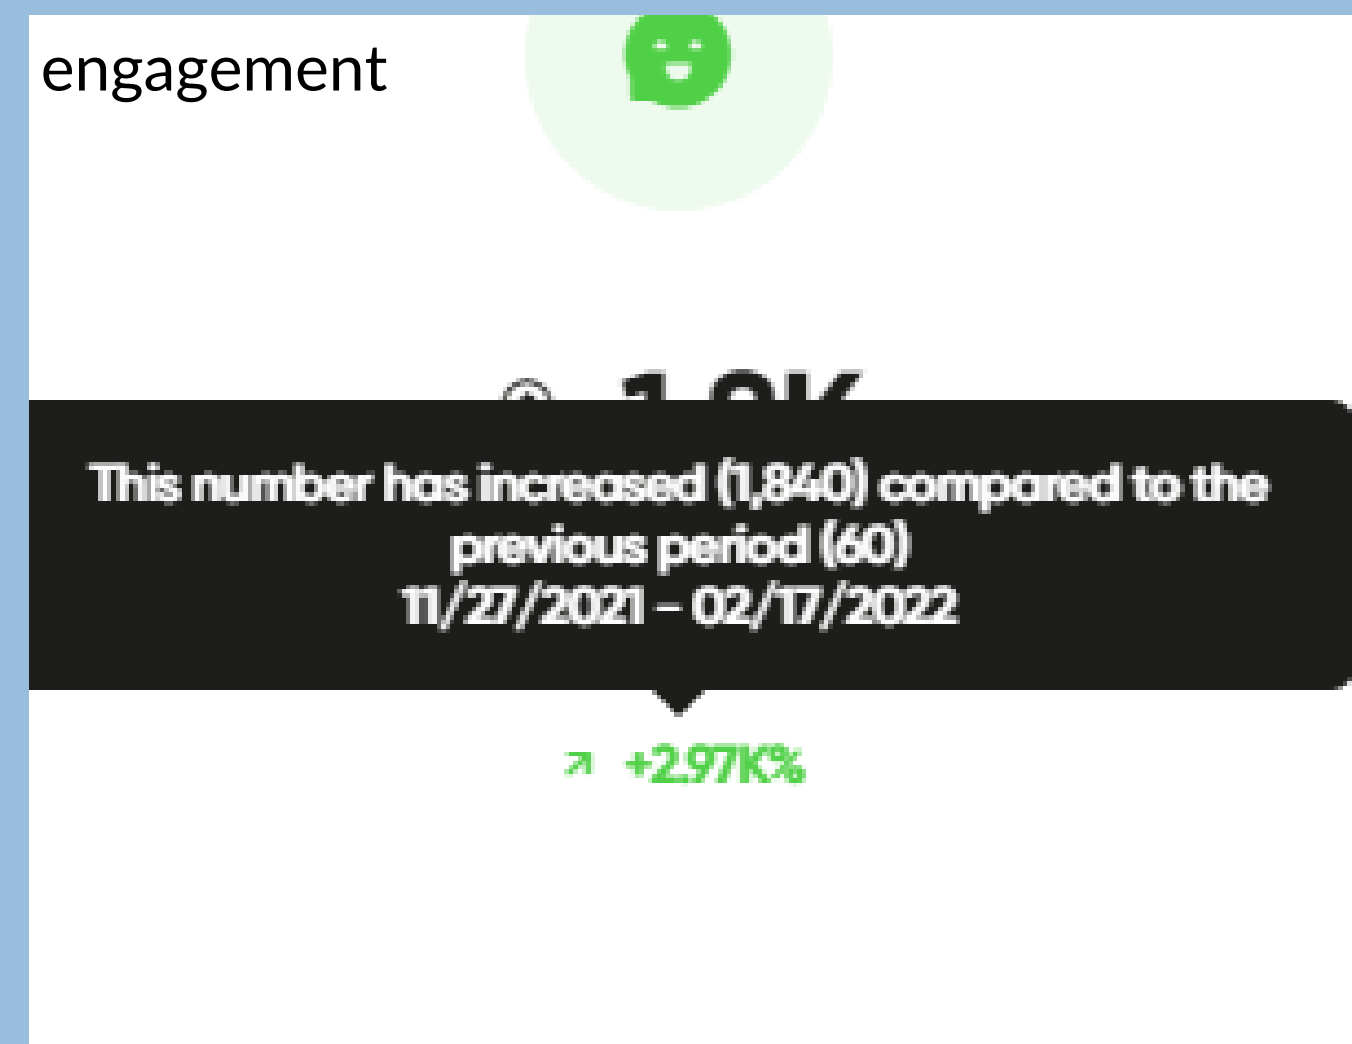 engagement
This number has increased (1,840) compared to the
previous period (60)
11/27/2021 – 02/17/2022
+2.97K%